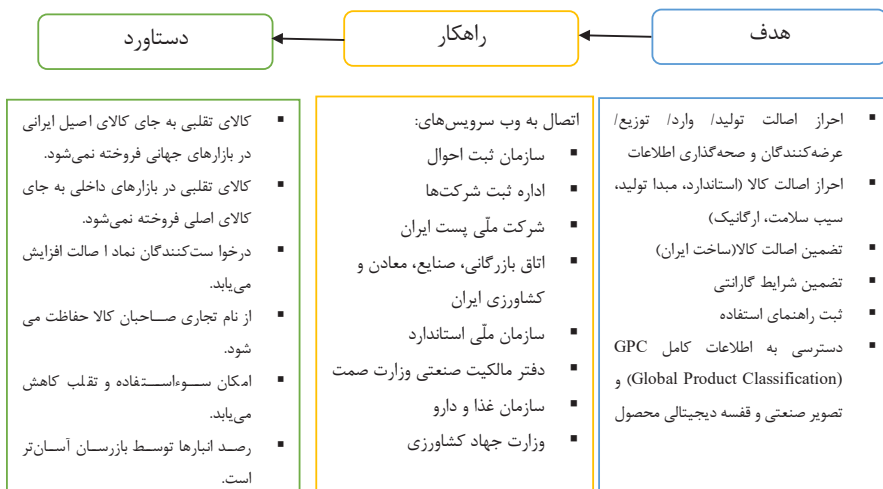 هدف
راهکار
دستاورد
▪ احراز اصالت تولید/ وارد/ توزیع/
عرضه‌کنندگان و صحه‌گذاری اطلاعات
▪ احراز اصالت کالا (استاندارد، مبدا تولید،
سیب سلامت، ارگانیک)
▪ تضمین اصالت کالا(ساخت ایران)
▪ تضمین شرایط گارانتی
▪ ثبت راهنمای استفاده
▪ دسترسی به اطلاعات کامل GPC
(Global Product Classification) و
تصویر صنعتی و قفسه دیجیتالی محصول
اتصال به وب سرویس‌های:
▪ سازمان ثبت احوال
▪ اداره ثبت شرکت‌ها
▪ شرکت ملّی پست ایران
▪ اتاق بازرگانی، صنایع، معادن و
کشاورزی ایران
▪ سازمان ملّی استاندارد
▪ دفتر مالکیت صنعتی وزارت صمت
▪ سازمان غذا و دارو
▪ وزارت جهاد کشاورزی
▪ کالای تقلبی به جای کالای اصیل ایرانی
در بازارهای جهانی فروخته نمی‌شود.
▪ کالای تقلبی در بازارهای داخلی به جای
کالای اصلی فروخته نمی‌شود.
▪ درخوا ست‌کنندگان نماد ا صالت افزایش
می‌یابد.
▪ از نام تجاری صــاحبان کالا حفاظت می
شود.
▪ امکان ســوءاســتفاده و تقلب کاهش
می‌یابد.
▪ رصــد انبارها توســط بازرســان آســان‌تر
است.